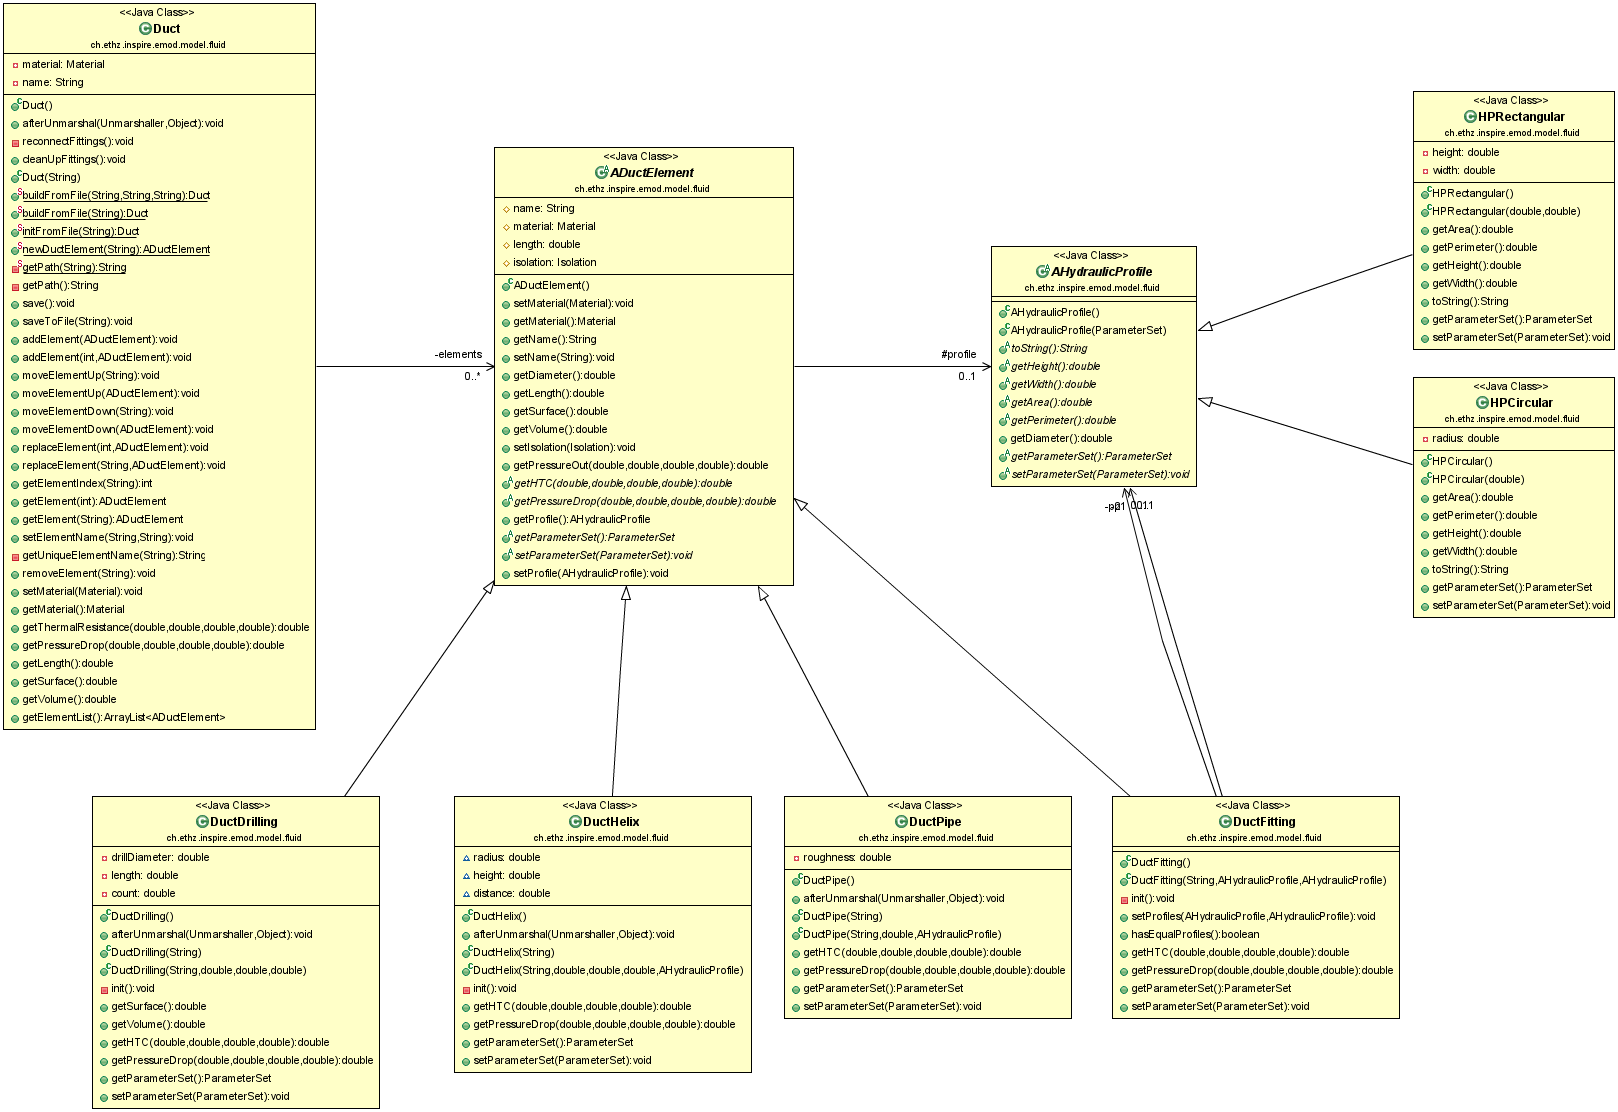 <<Java Class>>
Duct
ch.ethz.inspire.emod.model.fluid
material: Material
name: String
Duct()
afterUnmarshal(Unmarshaller,Object):void
reconnectFittings():void
cleanUpFittings():void
Duct(String)
buildFromFile(String,String,String):Duct
buildFromFile(String):Duct
initFromFile(String):Duct
newDuctElement(String):ADuctElement
getPath(String):String
getPath():String
save():void
saveToFile(String):void
addElement(ADuctElement):void
addElement(int,ADuctElement):void
moveElementUp(String):void
moveElementUp(ADuctElement):void
moveElementDown(String):void
moveElementDown(ADuctElement):void
replaceElement(int,ADuctElement):void
replaceElement(String,ADuctElement):void
getElementIndex(String):int
getElement(int):ADuctElement
getElement(String):ADuctElement
setElementName(String,String):void
getUniqueElementName(String):String
removeElement(String):void
setMaterial(Material):void
getMaterial():Material
getThermalResistance(double,double,double,double):double
getPressureDrop(double,double,double,double):double
getLength():double
getSurface():double
getVolume():double
getElementList():ArrayList<ADuctElement>
-elements
0..*
<<Java Class>>
ADuctElement
ch.ethz.inspire.emod.model.fluid
name: String
material: Material
length: double
isolation: Isolation
ADuctElement()
setMaterial(Material):void
getMaterial():Material
getName():String
setName(String):void
getDiameter():double
getLength():double
getSurface():double
getVolume():double
setIsolation(Isolation):void
getPressureOut(double,double,double,double):double
getHTC(double,double,double,double):double
getPressureDrop(double,double,double,double):double
getProfile():AHydraulicProfile
getParameterSet():ParameterSet
setParameterSet(ParameterSet):void
setProfile(AHydraulicProfile):void
#profile
0..1
<<Java Class>>
AHydraulicProfile
ch.ethz.inspire.emod.model.fluid
AHydraulicProfile()
AHydraulicProfile(ParameterSet)
toString():String
getHeight():double
getWidth():double
getArea():double
getPerimeter():double
getDiameter():double
getParameterSet():ParameterSet
setParameterSet(ParameterSet):void
<<Java Class>>
HPRectangular
ch.ethz.inspire.emod.model.fluid
height: double
width: double
HPRectangular()
HPRectangular(double,double)
getArea():double
getPerimeter():double
getHeight():double
getWidth():double
toString():String
getParameterSet():ParameterSet
setParameterSet(ParameterSet):void
<<Java Class>>
HPCircular
ch.ethz.inspire.emod.model.fluid
radius: double
HPCircular()
HPCircular(double)
getArea():double
getPerimeter():double
getHeight():double
getWidth():double
toString():String
getParameterSet():ParameterSet
setParameterSet(ParameterSet):void
<<Java Class>>
DuctDrilling
ch.ethz.inspire.emod.model.fluid
drillDiameter: double
length: double
count: double
DuctDrilling()
afterUnmarshal(Unmarshaller,Object):void
DuctDrilling(String)
DuctDrilling(String,double,double,double)
init():void
getSurface():double
getVolume():double
getHTC(double,double,double,double):double
getPressureDrop(double,double,double,double):double
getParameterSet():ParameterSet
setParameterSet(ParameterSet):void
<<Java Class>>
DuctHelix
ch.ethz.inspire.emod.model.fluid
radius: double
height: double
distance: double
DuctHelix()
afterUnmarshal(Unmarshaller,Object):void
DuctHelix(String)
DuctHelix(String,double,double,double,AHydraulicProfile)
init():void
getHTC(double,double,double,double):double
getPressureDrop(double,double,double,double):double
getParameterSet():ParameterSet
setParameterSet(ParameterSet):void
<<Java Class>>
DuctPipe
ch.ethz.inspire.emod.model.fluid
roughness: double
DuctPipe()
afterUnmarshal(Unmarshaller,Object):void
DuctPipe(String)
DuctPipe(String,double,AHydraulicProfile)
getHTC(double,double,double,double):double
getPressureDrop(double,double,double,double):double
getParameterSet():ParameterSet
setParameterSet(ParameterSet):void
<<Java Class>>
DuctFitting
ch.ethz.inspire.emod.model.fluid
DuctFitting()
DuctFitting(String,AHydraulicProfile,AHydraulicProfile)
init():void
setProfiles(AHydraulicProfile,AHydraulicProfile):void
hasEqualProfiles():boolean
getHTC(double,double,double,double):double
getPressureDrop(double,double,double,double):double
getParameterSet():ParameterSet
setParameterSet(ParameterSet):void